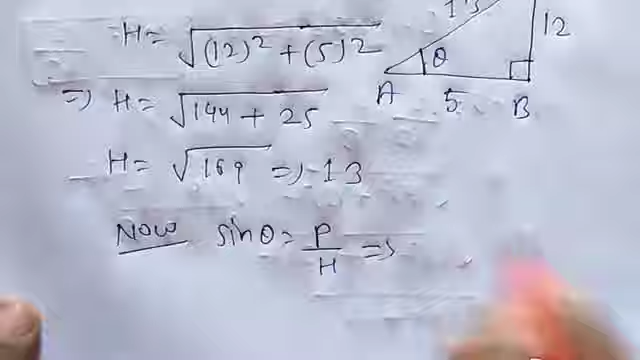 13
H = √(12)² + (5)²
12
θ
A 5 B
=) H = √144 + 25
H = √169 =) 13
Now sinθ = P/H =>